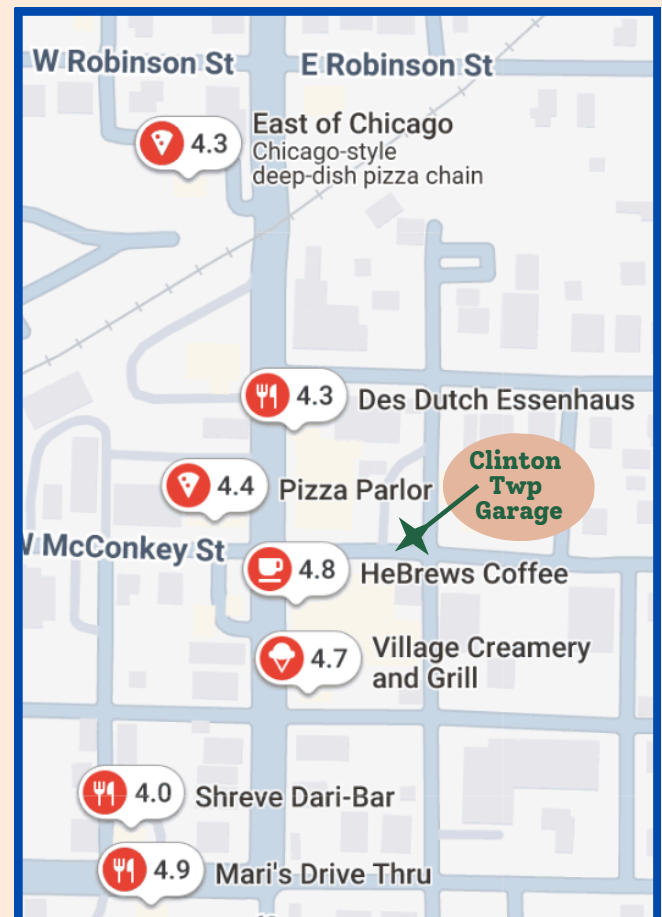 W Robinson St
E Robinson St
4.3
East of Chicago
Chicago-style
deep-dish pizza chain
4.3
Des Dutch Essenhaus
Clinton
Twp
Garage
4.4
Pizza Parlor
W McConkey St
4.8
HeBrews Coffee
4.7
Village Creamery
and Grill
4.0
Shreve Dari-Bar
4.9
Mari's Drive Thru